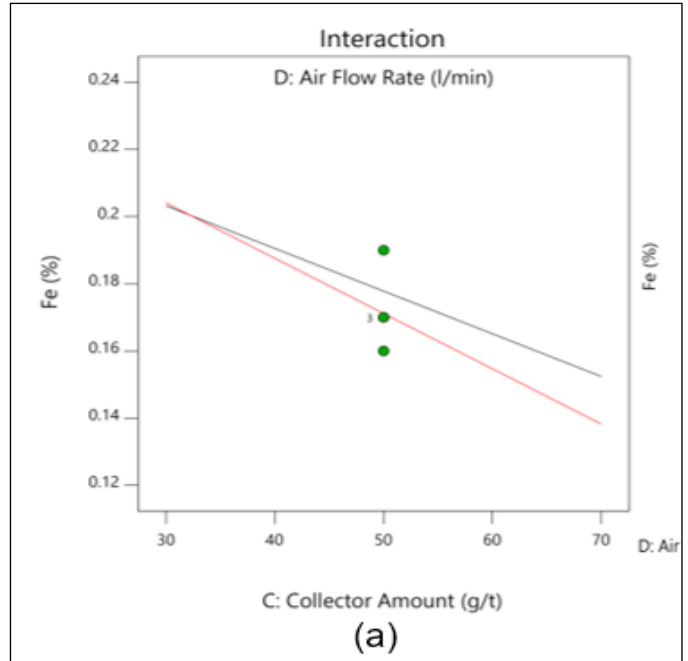 Interaction
D: Air Flow Rate (l/min)
0.24
0.22
0.2
0.18
0.16
0.14
0.12
Fe (%)
Fe (%)
3
30 40 50 60 70
D: Air
C: Collector Amount (g/t)
(a)